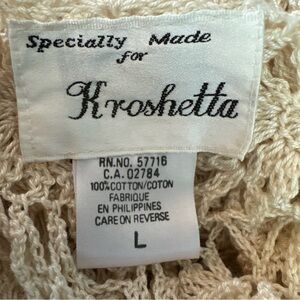 Specially Made
for
Kroshetta
RN.NO. 57716
C.A. 02784
100%COTTON/COTON
FABRIQUE
EN PHILIPPINES
CARE ON REVERSE
L